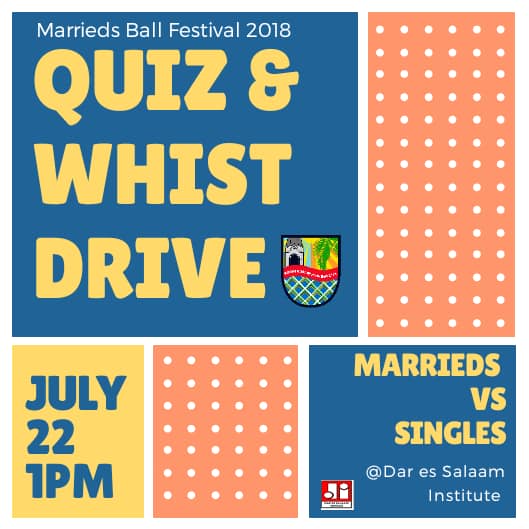 Marrieds Ball Festival 2018
QUIZ &
WHIST
DRIVE
JULY
22
1PM
MARRIEDS
VS
SINGLES
@Dar es Salaam
Institute